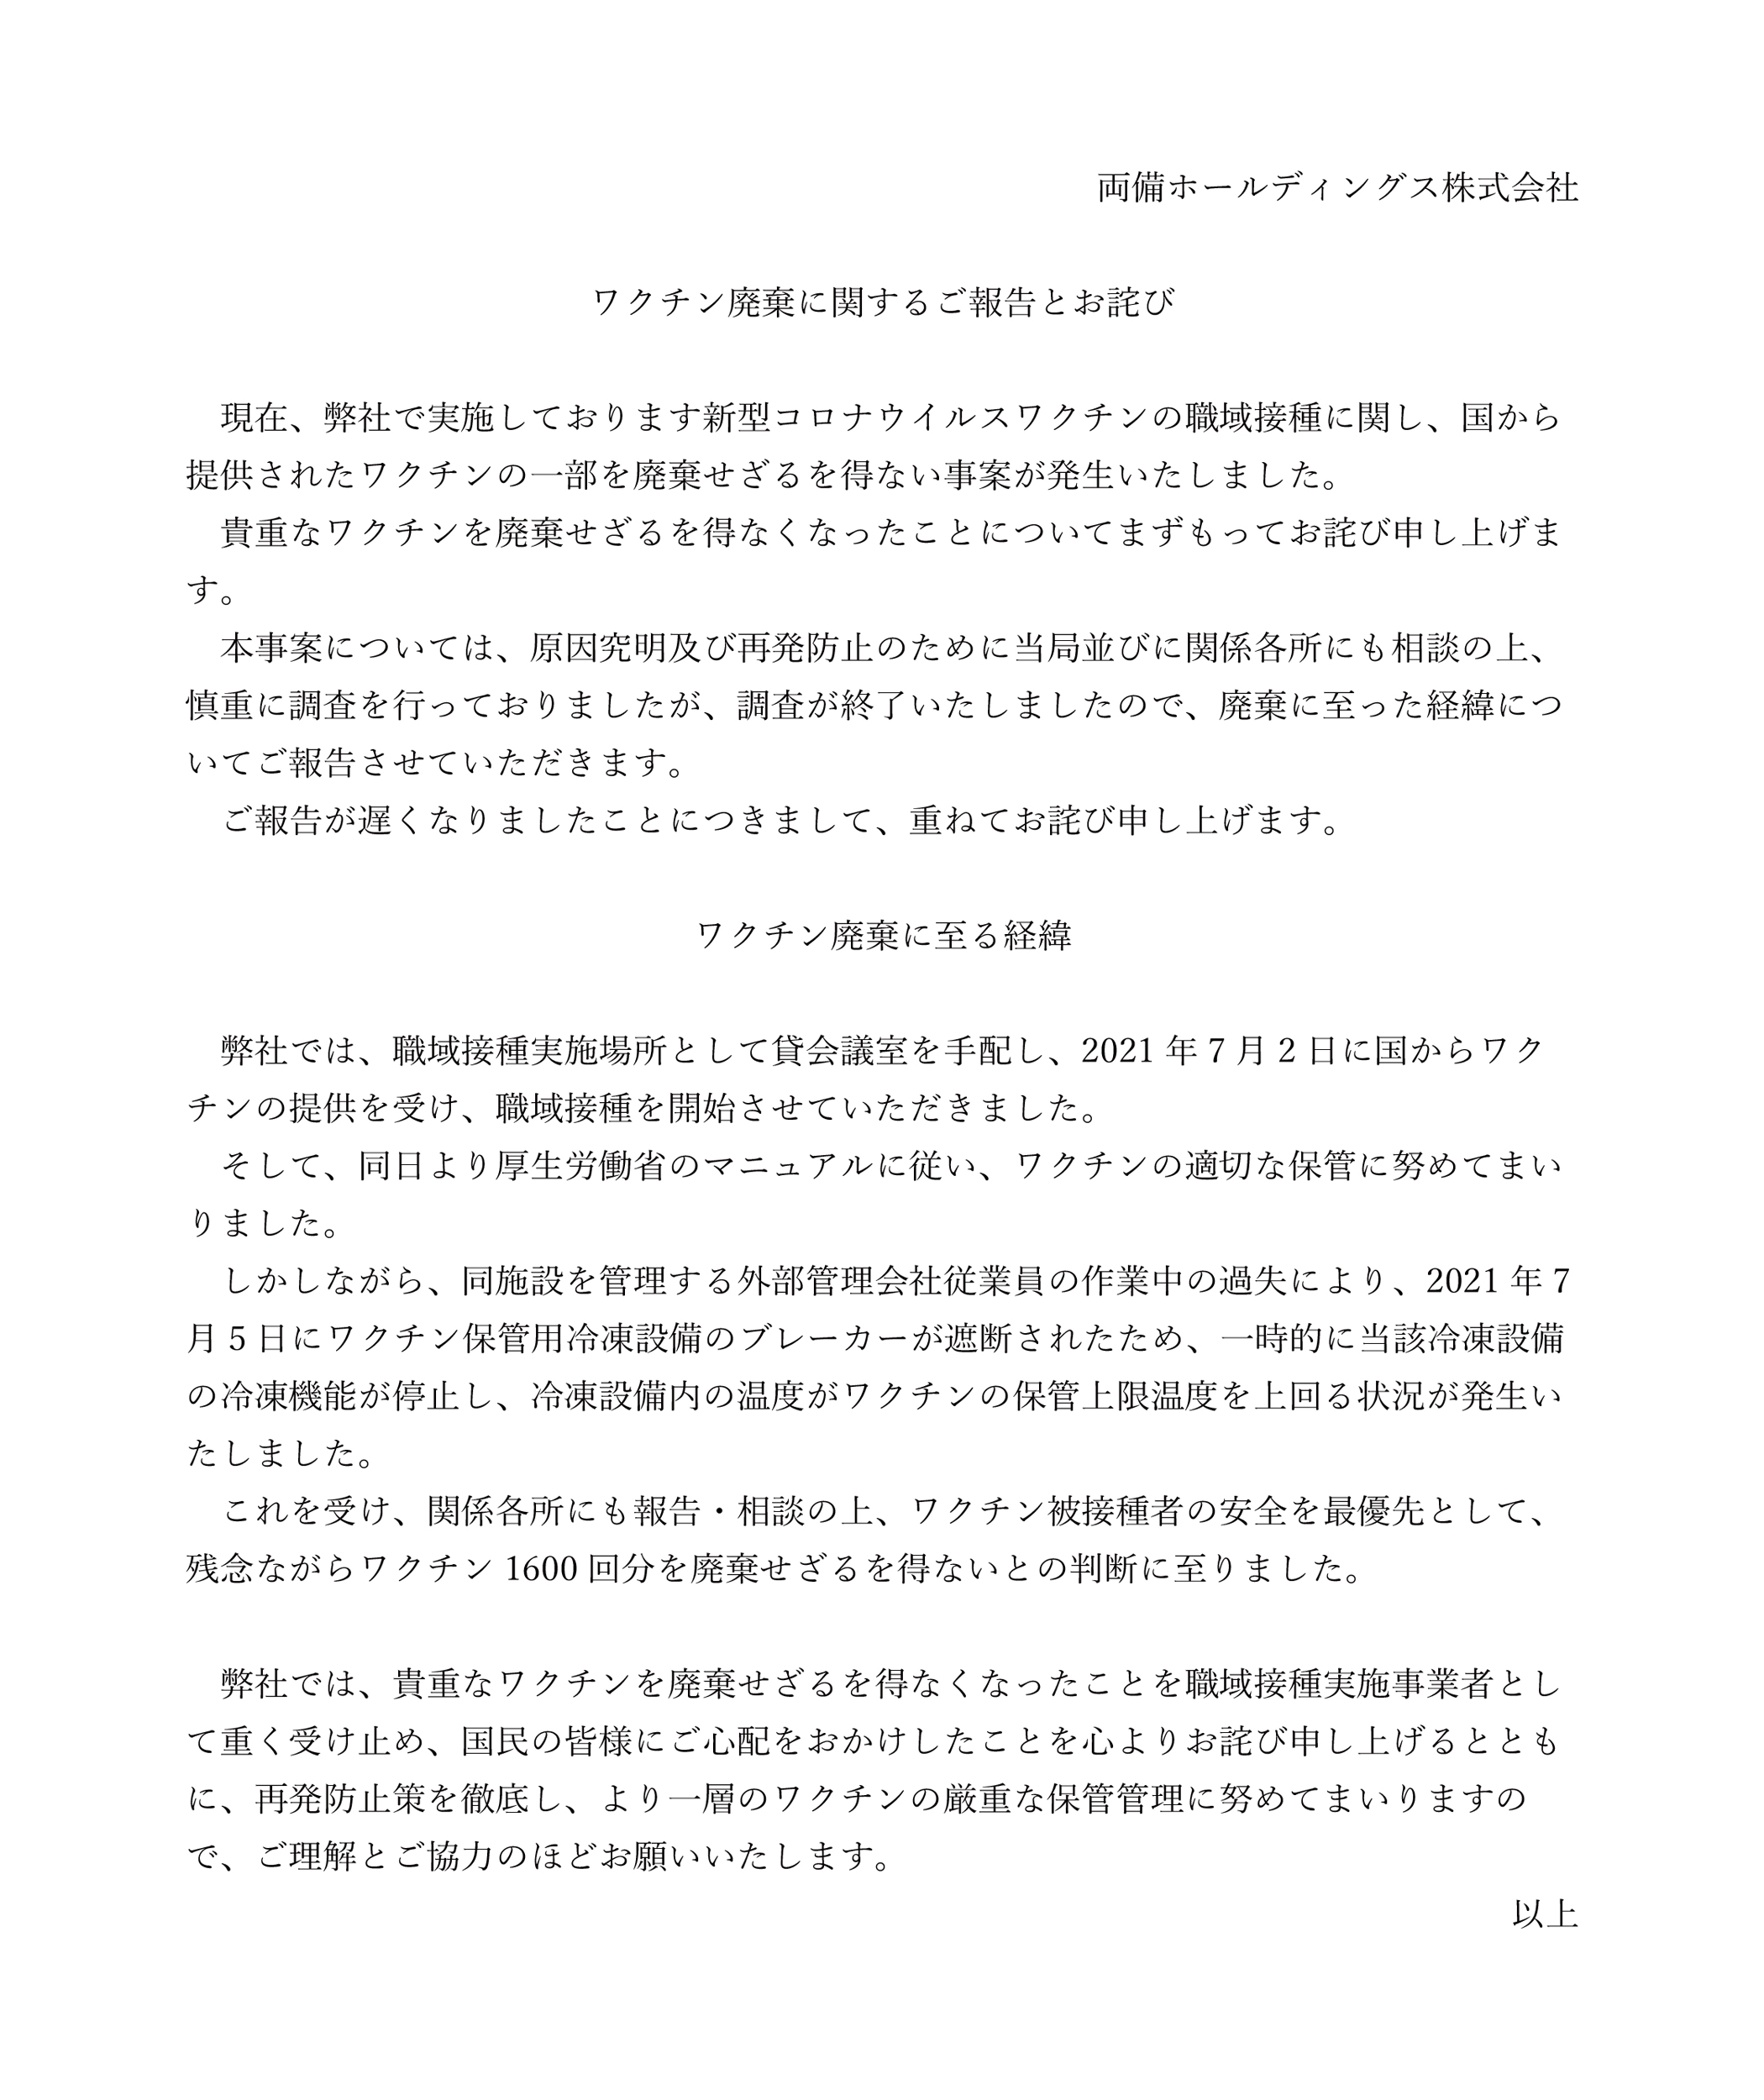 両備ホールディングス株式会社
ワクチン廃棄に関するご報告とお詫び
現在、弊社で実施しております新型コロナウイルスワクチンの職域接種に関し、国から
提供されたワクチンの一部を廃棄せざるを得ない事案が発生いたしました。
貴重なワクチンを廃棄せざるを得なくなったことについてまずもってお詫び申し上げま
す。
本事案については、原因究明及び再発防止のために当局並びに関係各所にも相談の上、
慎重に調査を行っておりましたが、調査が終了いたしましたので、廃棄に至った経緯につ
いてご報告させていただきます。
ご報告が遅くなりましたことにつきまして、重ねてお詫び申し上げます。
ワクチン廃棄に至る経緯
弊社では、職域接種実施場所として貸会議室を手配し、2021 年 7 月 2 日に国からワク
チンの提供を受け、職域接種を開始させていただきました。
そして、同日より厚生労働省のマニュアルに従い、ワクチンの適切な保管に努めてまい
りました。
しかしながら、同施設を管理する外部管理会社従業員の作業中の過失により、2021 年 7
月 5 日にワクチン保管用冷凍設備のブレーカーが遮断されたため、一時的に当該冷凍設備
の冷凍機能が停止し、冷凍設備内の温度がワクチンの保管上限温度を上回る状況が発生い
たしました。
これを受け、関係各所にも報告・相談の上、ワクチン被接種者の安全を最優先として、
残念ながらワクチン 1600 回分を廃棄せざるを得ないとの判断に至りました。
弊社では、貴重なワクチンを廃棄せざるを得なくなったことを職域接種実施事業者とし
て重く受け止め、国民の皆様にご心配をおかけしたことを心よりお詫び申し上げるととも
に、再発防止策を徹底し、より一層のワクチンの厳重な保管管理に努めてまいりますの
で、ご理解とご協力のほどお願いいたします。
以上